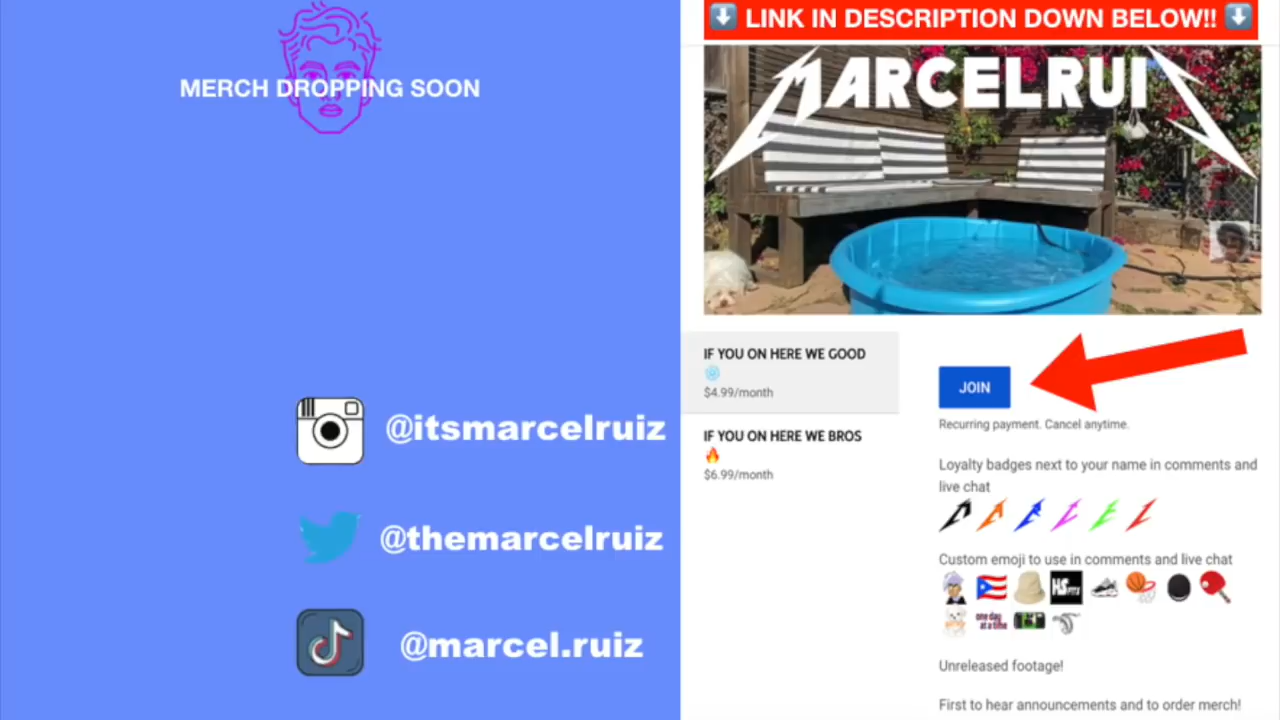 MERCH DROPPING SOON
@itsmarcelruiz
@themarcelruiz
@marcel.ruiz
⬇️ LINK IN DESCRIPTION DOWN BELOW!! ⬇️
MARCELRUI
IF YOU ON HERE WE GOOD
$4.99/month
IF YOU ON HERE WE BROS
🔥
$6.99/month
JOIN
Recurring payment. Cancel anytime.
Loyalty badges next to your name in comments and
live chat
Custom emoji to use in comments and live chat
HS
one day
at a time
Unreleased footage!
First to hear announcements and to order merch!